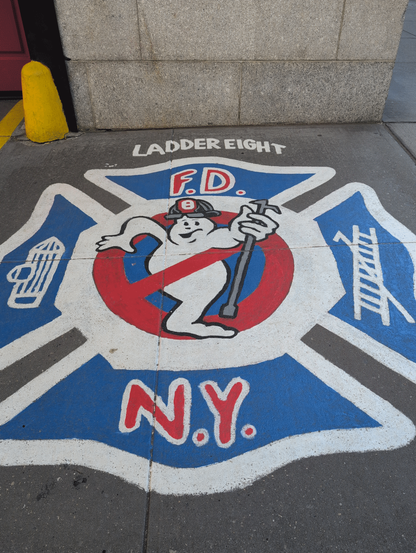 LADDER EIGHT
F.D.
8
N.Y.